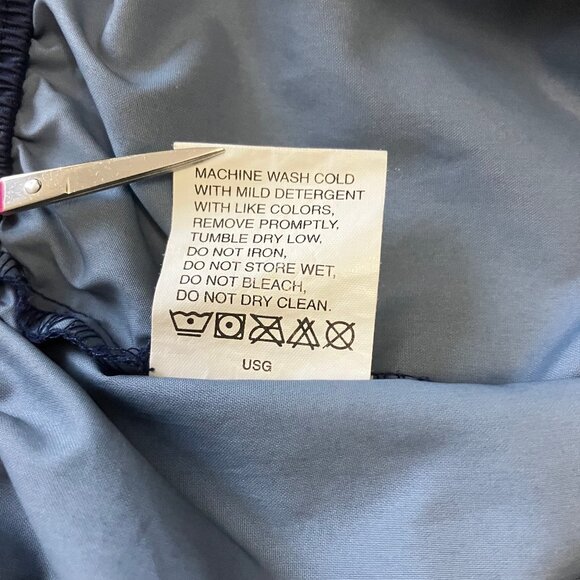 MACHINE WASH COLD
WITH MILD DETERGENT
WITH LIKE COLORS,
REMOVE PROMPTLY,
TUMBLE DRY LOW,
DO NOT IRON,
DO NOT STORE WET,
DO NOT BLEACH,
DO NOT DRY CLEAN.
USG